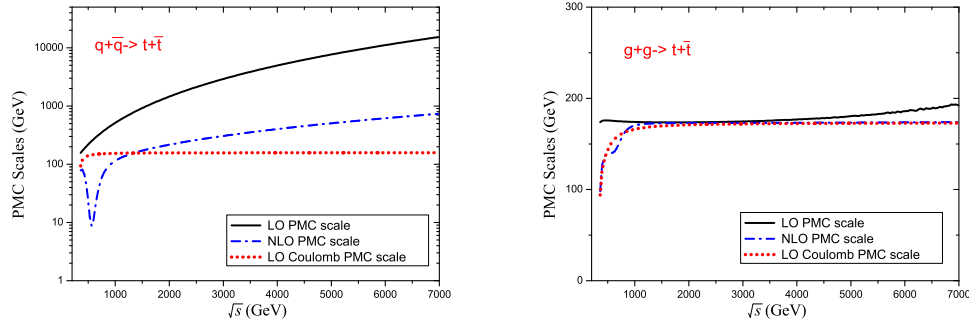 q+q̅-> t+t̅
PMC Scales (GeV)
10000
1000
100
10
1
LO PMC scale
NLO PMC scale
LO Coulomb PMC scale
1000 2000 3000 4000 5000 6000 7000
√s (GeV)
g+g-> t+t̅
PMC Scales (GeV)
300
200
100
0
LO PMC scale
NLO PMC scale
LO Coulomb PMC scale
1000 2000 3000 4000 5000 6000 7000
√s (GeV)